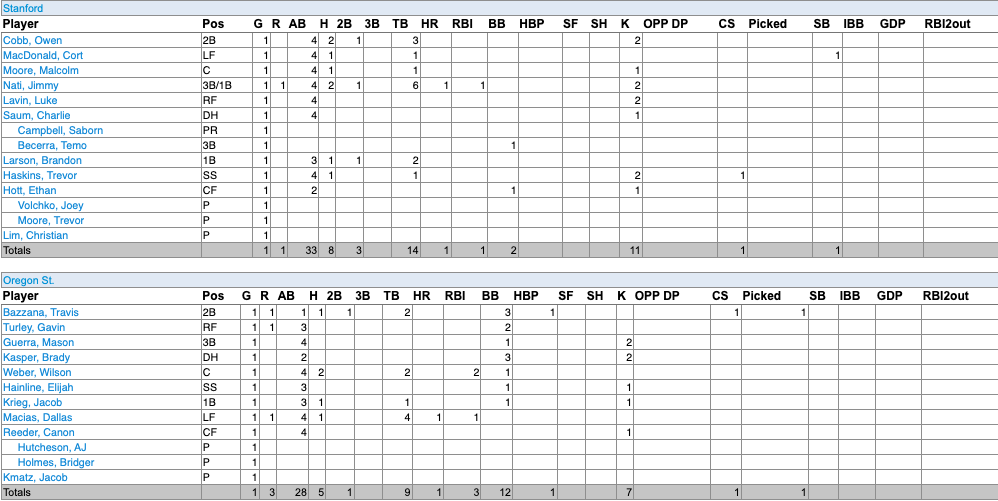 Stanford
Player Pos G R AB H 2B 3B TB HR RBI BB HBP SF SH K OPP DP CS Picked SB IBB GDP RBI2out
Cobb, Owen 2B 1 4 2 1 3 2
MacDonald, Cort LF 1 4 1 1 1
Moore, Malcolm C 1 4 1 1 1
Nati, Jimmy 3B/1B 1 1 4 2 1 6 1 1 2
Lavin, Luke RF 1 4 2
Saum, Charlie DH 1 4 1
Campbell, Saborn PR 1
Becerra, Temo 3B 1 1
Larson, Brandon 1B 1 3 1 1 2
Haskins, Trevor SS 1 4 1 1 2 1
Hott, Ethan CF 1 2 1 1
Volchko, Joey P 1
Moore, Trevor P 1
Lim, Christian P 1
Totals 1 1 33 8 3 14 1 1 2 11 1 1
Oregon St.
Player Pos G R AB H 2B 3B TB HR RBI BB HBP SF SH K OPP DP CS Picked SB IBB GDP RBI2out
Bazzana, Travis 2B 1 1 1 1 1 2 3 1 1 1
Turley, Gavin RF 1 1 3 2
Guerra, Mason 3B 1 4 1 2
Kasper, Brady DH 1 2 3 2
Weber, Wilson C 1 4 2 2 2 1
Hainline, Elijah SS 1 3 1 1
Krieg, Jacob 1B 1 3 1 1 1 1
Macias, Dallas LF 1 1 4 1 4 1 1
Reeder, Canon CF 1 4 1
Hutcheson, AJ P 1
Holmes, Bridger P 1
Kmatz, Jacob P 1
Totals 1 3 28 5 1 9 1 3 12 1 7 1 1